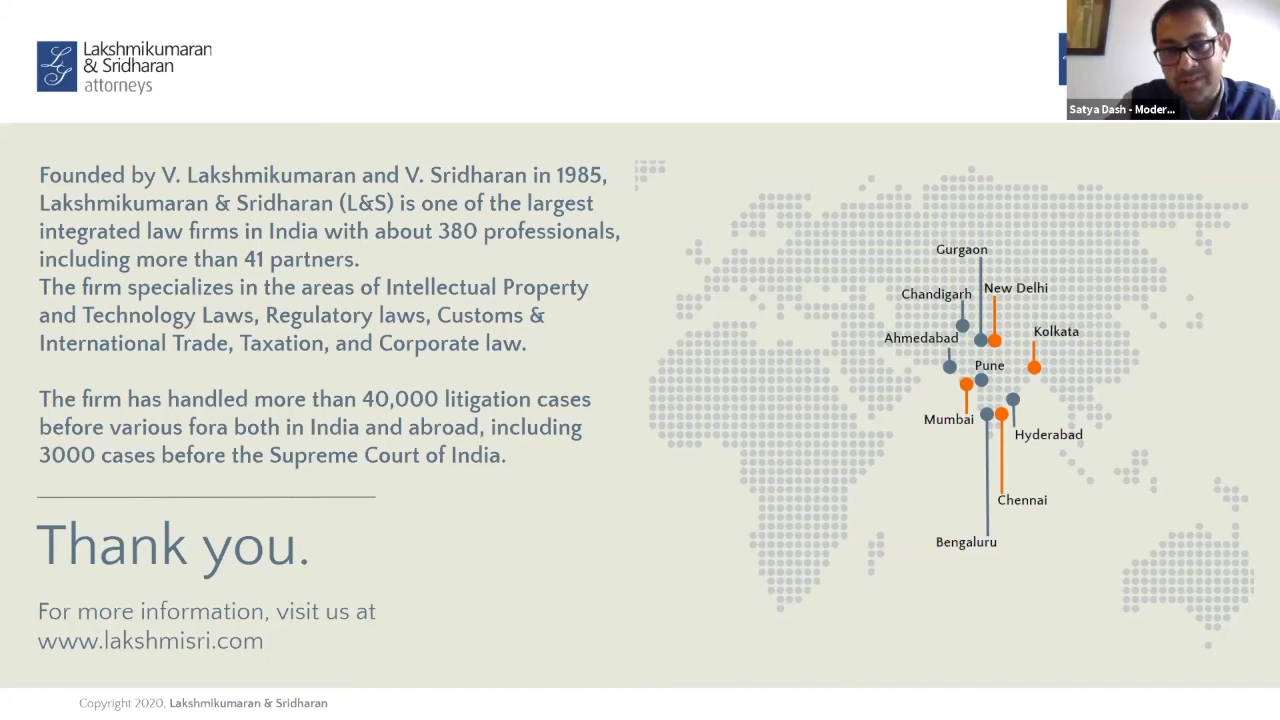 Lakshmikumaran
& Sridharan
attorneys
Satya Dash - Moder...
Founded by V. Lakshmikumaran and V. Sridharan in 1985,
Lakshmikumaran & Sridharan (L&S) is one of the largest
integrated law firms in India with about 380 professionals,
including more than 41 partners.
The firm specializes in the areas of Intellectual Property
and Technology Laws, Regulatory laws, Customs &
International Trade, Taxation, and Corporate law.
The firm has handled more than 40,000 litigation cases
before various fora both in India and abroad, including
3000 cases before the Supreme Court of India.
Thank you.
For more information, visit us at
www.lakshmisri.com
Gurgaon
New Delhi
Chandigarh
Kolkata
Ahmedabad
Pune
Mumbai
Hyderabad
Chennai
Bengaluru
Copyright 2020, Lakshmikumaran & Sridharan